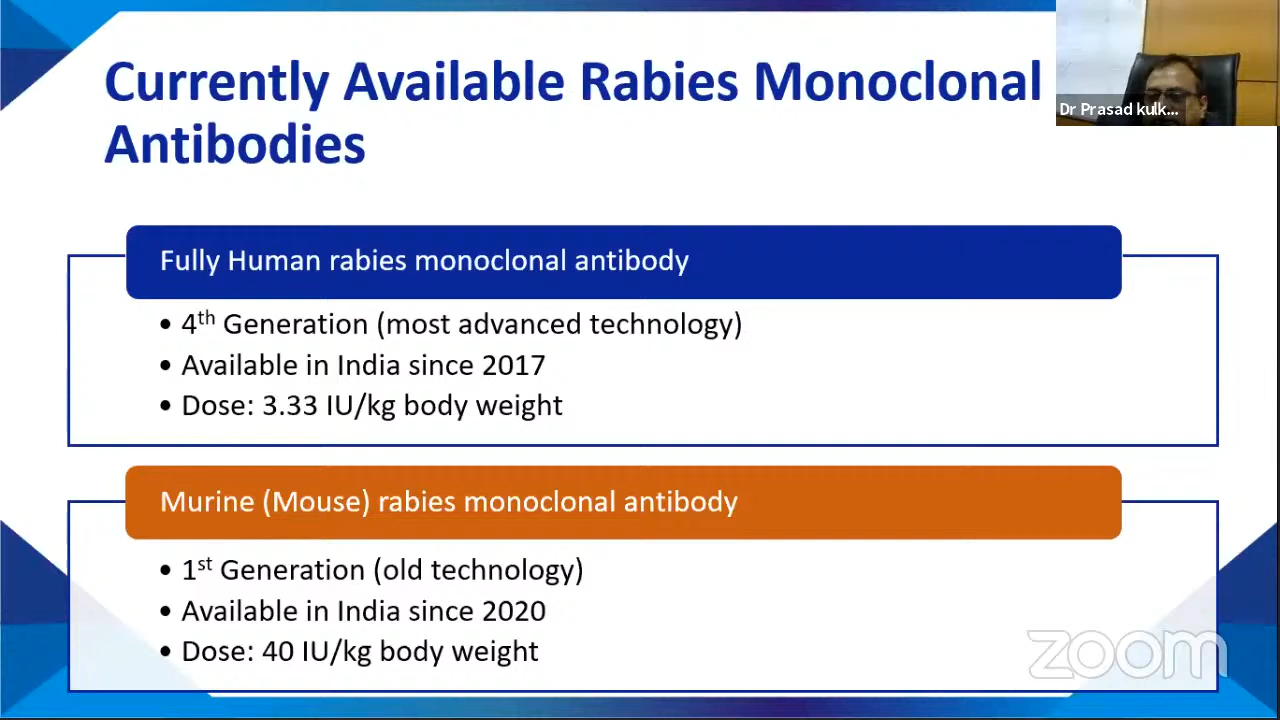 Currently Available Rabies Monoclonal
Antibodies
Dr Prasad kulk...
Fully Human rabies monoclonal antibody
• 4th Generation (most advanced technology)
• Available in India since 2017
• Dose: 3.33 IU/kg body weight
Murine (Mouse) rabies monoclonal antibody
• 1st Generation (old technology)
• Available in India since 2020
• Dose: 40 IU/kg body weight
zoom